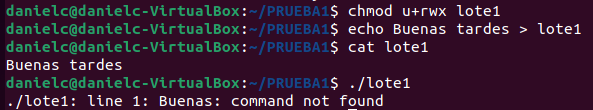 danielc@danielc-VirtualBox:~/PRUEBA1$ chmod u+rwx lote1
danielc@danielc-VirtualBox:~/PRUEBA1$ echo Buenas tardes > lote1
danielc@danielc-VirtualBox:~/PRUEBA1$ cat lote1
Buenas tardes
danielc@danielc-VirtualBox:~/PRUEBA1$ ./lote1
./lote1: line 1: Buenas: command not found